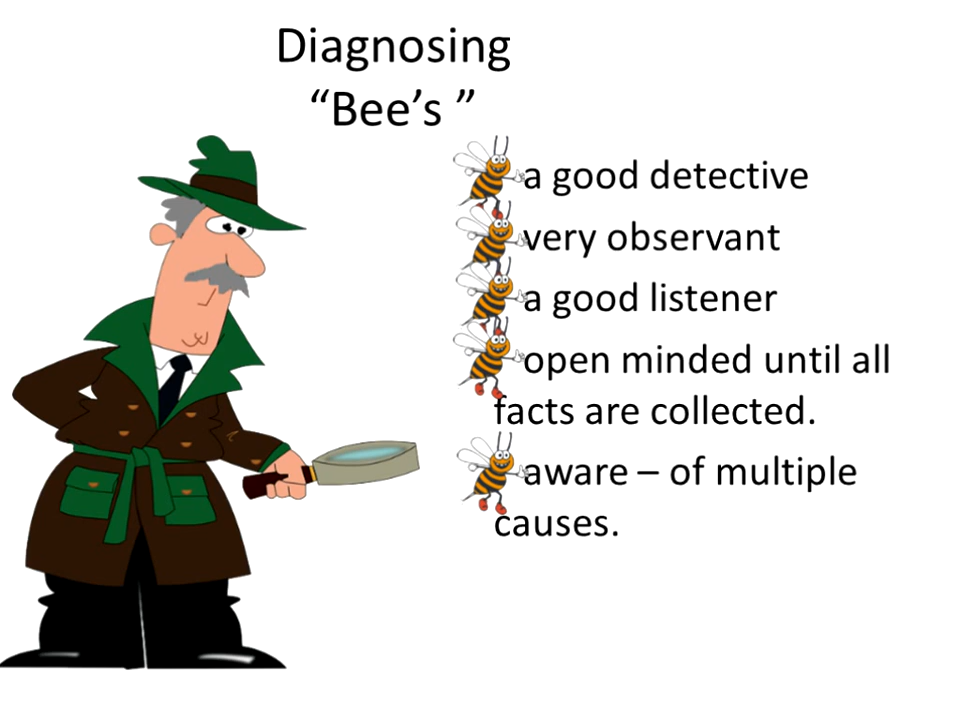 Diagnosing
“Bee’s ”
a good detective
very observant
a good listener
open minded until all
facts are collected.
aware – of multiple
causes.